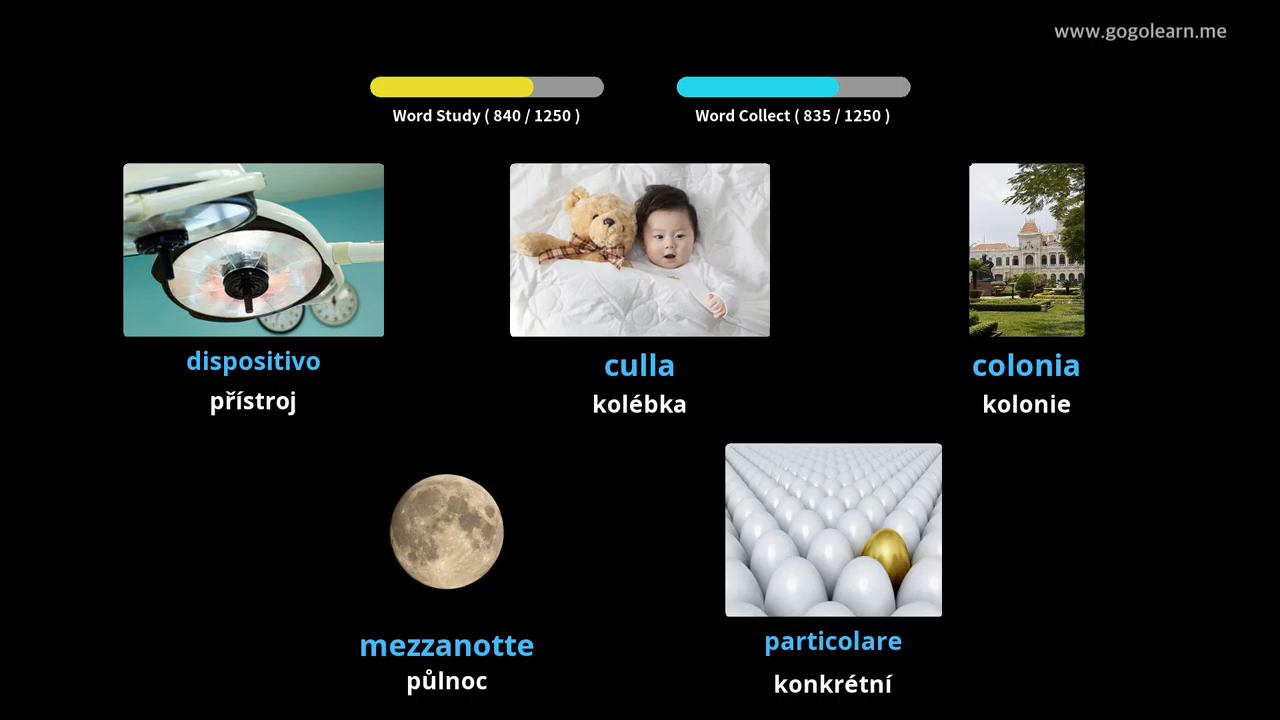 www.gogolearn.me
Word Study ( 840 / 1250 )
Word Collect ( 835 / 1250 )
dispositivo
přístroj
culla
kolébka
colonia
kolonie
mezzanotte
půlnoc
particolare
konkrétní